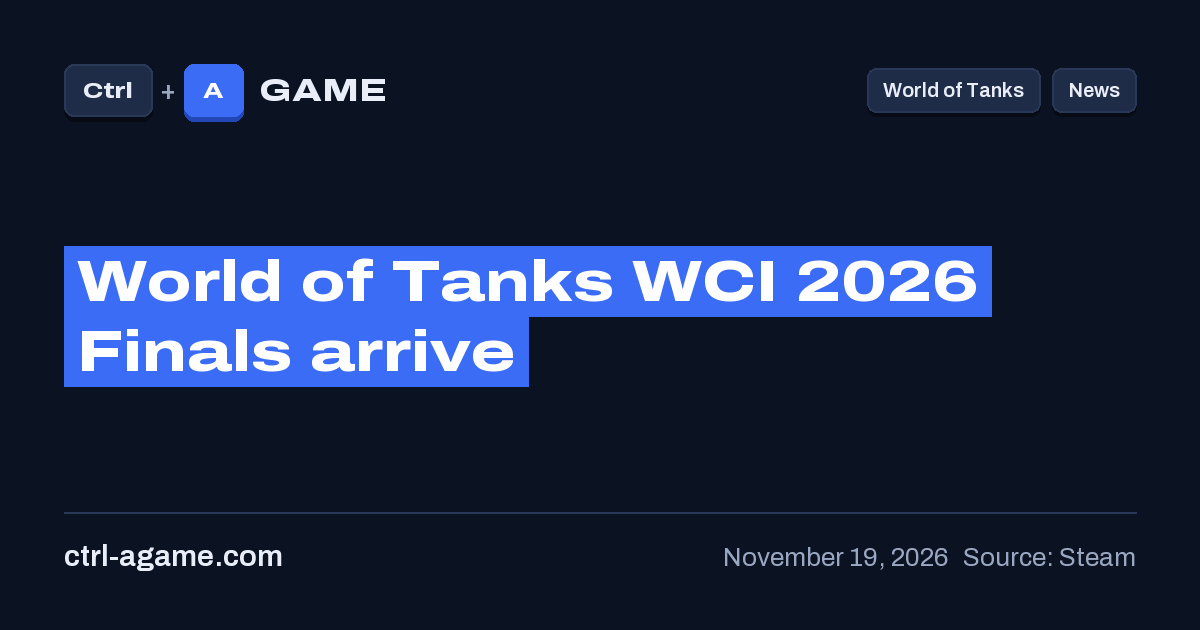 Ctrl + A GAME
World of Tanks News
World of Tanks WCI 2026
Finals arrive
ctrl-agame.com
November 19, 2026 Source: Steam